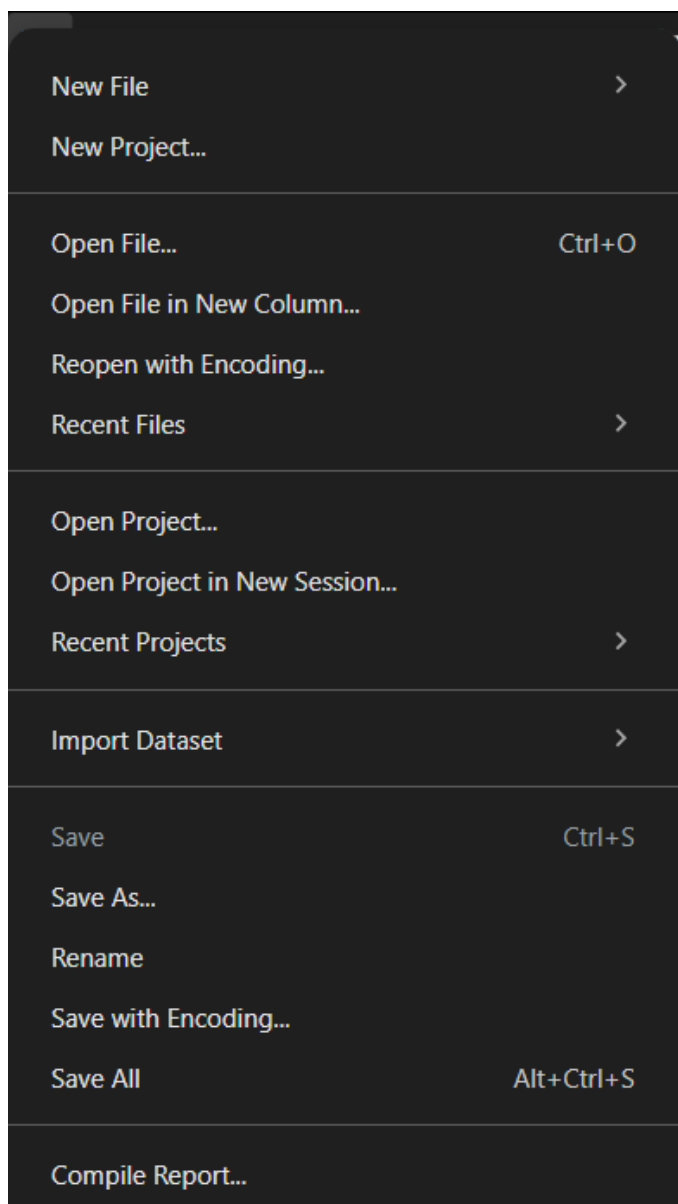 New File
New Project...
Open File... Ctrl+O
Open File in New Column...
Reopen with Encoding...
Recent Files
Open Project...
Open Project in New Session...
Recent Projects
Import Dataset
Save Ctrl+S
Save As...
Rename
Save with Encoding...
Save All Alt+Ctrl+S
Compile Report...